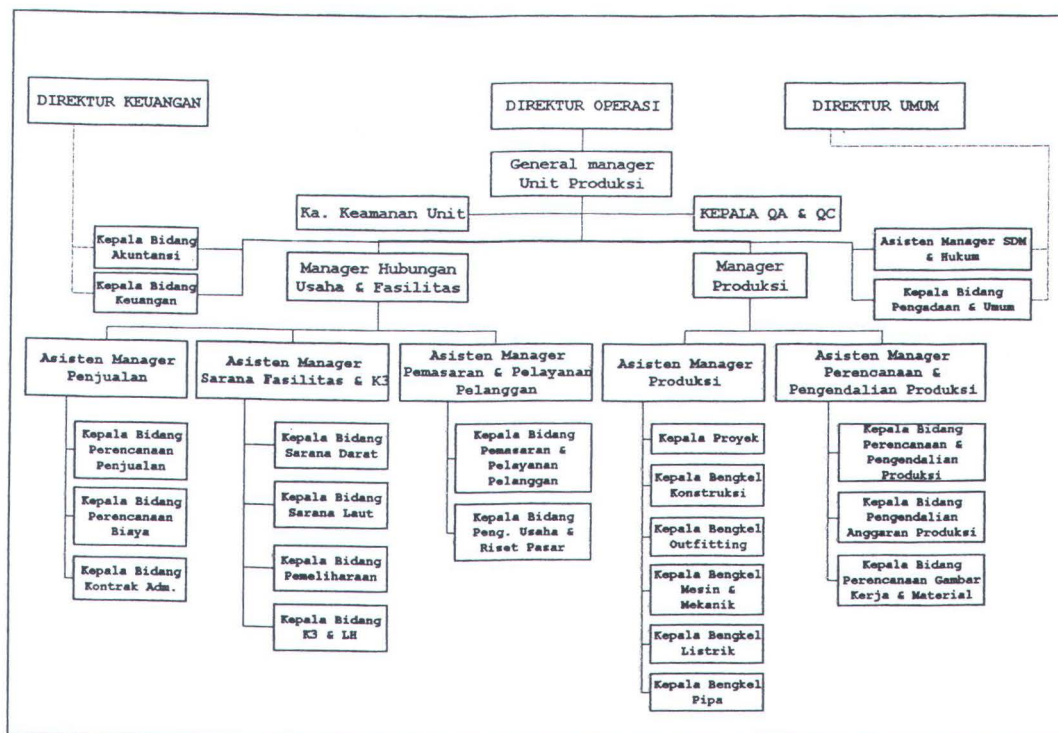 DIREKTUR KEUANGAN
DIREKTUR OPERASI
DIREKTUR UMUM
General manager
Unit Produksi
Ka. Keamanan Unit
KEPALA QA & QC
Kepala Bidang
Akuntansi
Kepala Bidang
Keuangan
Manager Hubungan
Usaha & Fasilitas
Manager
Produksi
Asisten Manager SDM
& Hukum
Kepala Bidang
Pengadaan & Umum
Asisten Manager
Penjualan
Asisten Manager
Sarana Fasilitas & K3
Asisten Manager
Pemasaran & Pelayanan
Pelanggan
Asisten Manager
Produksi
Asisten Manager
Perencanaan &
Pengendalian Produksi
Kepala Bidang
Perencanaan
Penjualan
Kepala Bidang
Perencanaan
Biaya
Kepala Bidang
Kontrak Adm.
Kepala Bidang
Sarana Darat
Kepala Bidang
Sarana Laut
Kepala Bidang
Pemeliharaan
Kepala Bidang
K3 & LH
Kepala Bidang
Pemasaran &
Pelayanan
Pelanggan
Kepala Bidang
Peng. Usaha &
Riset Pasar
Kepala Proyek
Kepala Bengkel
Konstruksi
Kepala Bengkel
Outfitting
Kepala Bengkel
Mesin &
Mekanik
Kepala Bengkel
Listrik
Kepala Bengkel
Pipa
Kepala Bidang
Perencanaan &
Pengendalian
Produksi
Kepala Bidang
Pengendalian
Anggaran Produksi
Kepala Bidang
Perencanaan Gambar
Kerja & Material